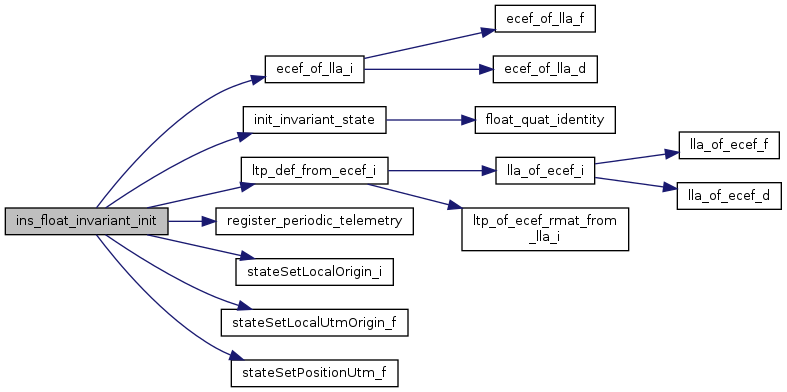 ecef_of_lla_f
ecef_of_lla_i
ecef_of_lla_d
init_invariant_state
float_quat_identity
lla_of_ecef_f
ltp_def_from_ecef_i
lla_of_ecef_i
lla_of_ecef_d
ins_float_invariant_init
register_periodic_telemetry
ltp_of_ecef_rmat_from
_lla_i
stateSetLocalOrigin_i
stateSetLocalUtmOrigin_f
stateSetPositionUtm_f